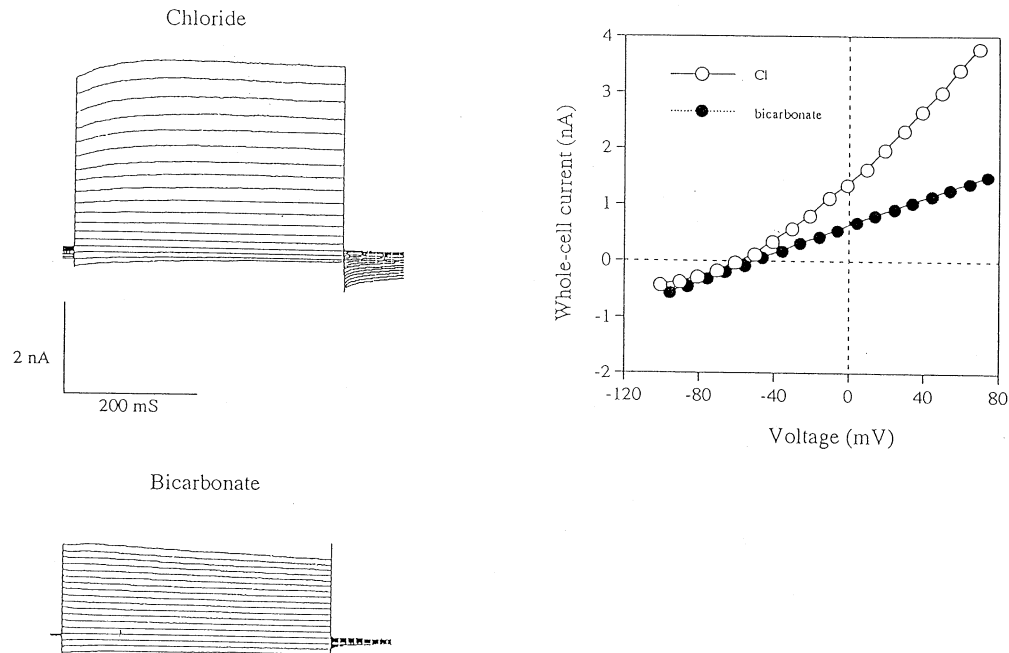 Chloride
2 nA
200 mS
Bicarbonate
Whole-cell current (nA)
4
3
2
1
0
-1
-2
Cl
bicarbonate
-120
-80
-40
0
40
80
Voltage (mV)